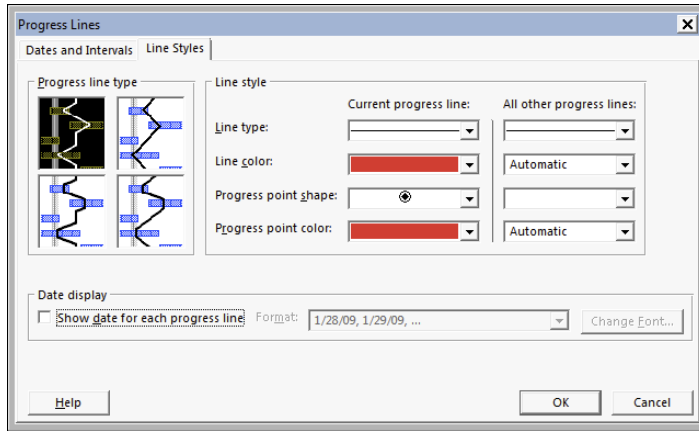 Progress Lines
Dates and Intervals Line Styles
Progress line type
Line style
Current progress line: All other progress lines:
Line type:
Line color: Automatic
Progress point shape:
Progress point color: Automatic
Date display
Show date for each progress line Format: 1/28/09, 1/29/09, ... Change Font...
Help OK Cancel